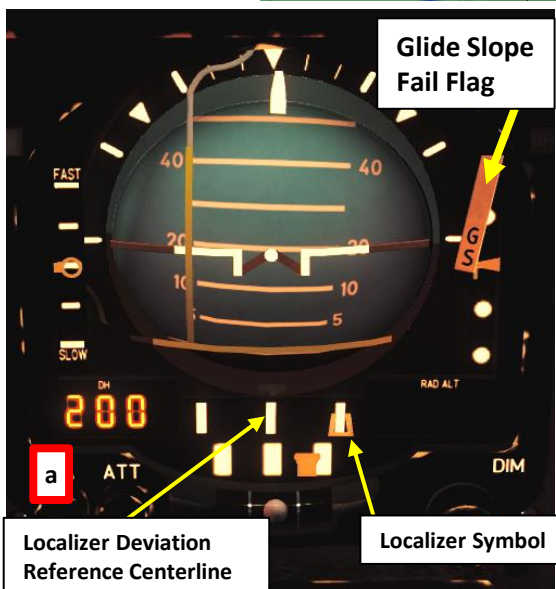 Glide Slope
Fail Flag
FAST
40 40
20 20
G
S
10 10
5
SLOW
DH
RAD ALT
200
a
ATT
DIM
Localizer Deviation
Reference Centerline
Localizer Symbol